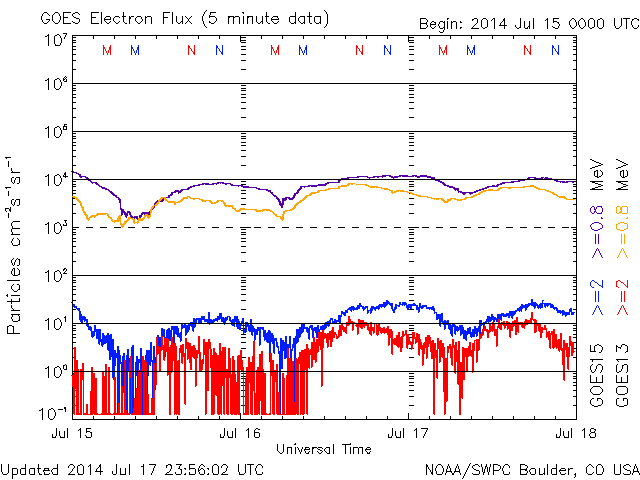 GOES Electron Flux (5 minute data)
Begin: 2014 Jul 15 0000 UTC
M M N N M M N N M M N N
10^7
10^6
10^5
10^4
10^3
10^2
10^1
10^0
10^-1
Particles cm^-2 s^-1 sr^-1
Jul 15 Jul 16 Jul 17 Jul 18
Universal Time
GOES15 >=2 >=0.8 MeV
GOES13 >=2 >=0.8 MeV
Updated 2014 Jul 17 23:56:02 UTC
NOAA/SWPC Boulder, CO USA